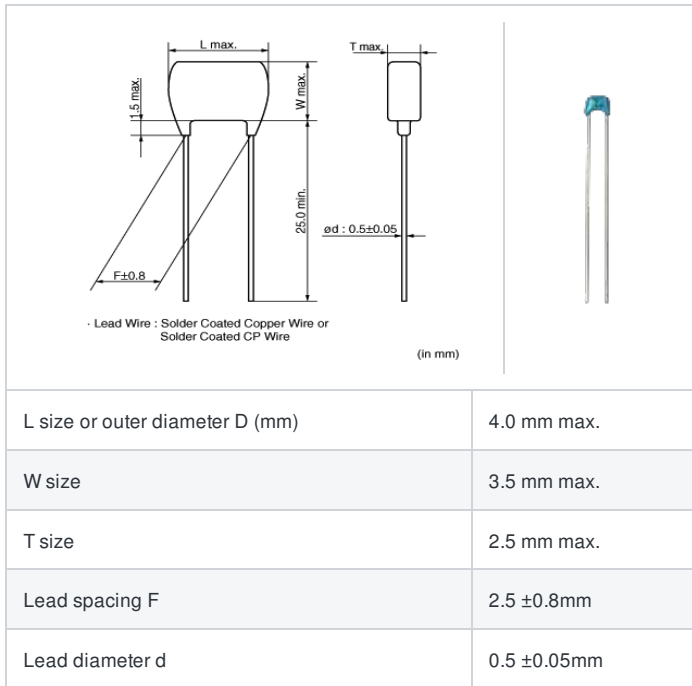 L max.
T max.
1.5 max.
W max.
25.0 min.
ød : 0.5±0.05
F±0.8
· Lead Wire : Solder Coated Copper Wire or
Solder Coated CP Wire
(in mm)
L size or outer diameter D (mm) 4.0 mm max.
W size 3.5 mm max.
T size 2.5 mm max.
Lead spacing F 2.5 ±0.8mm
Lead diameter d 0.5 ±0.05mm